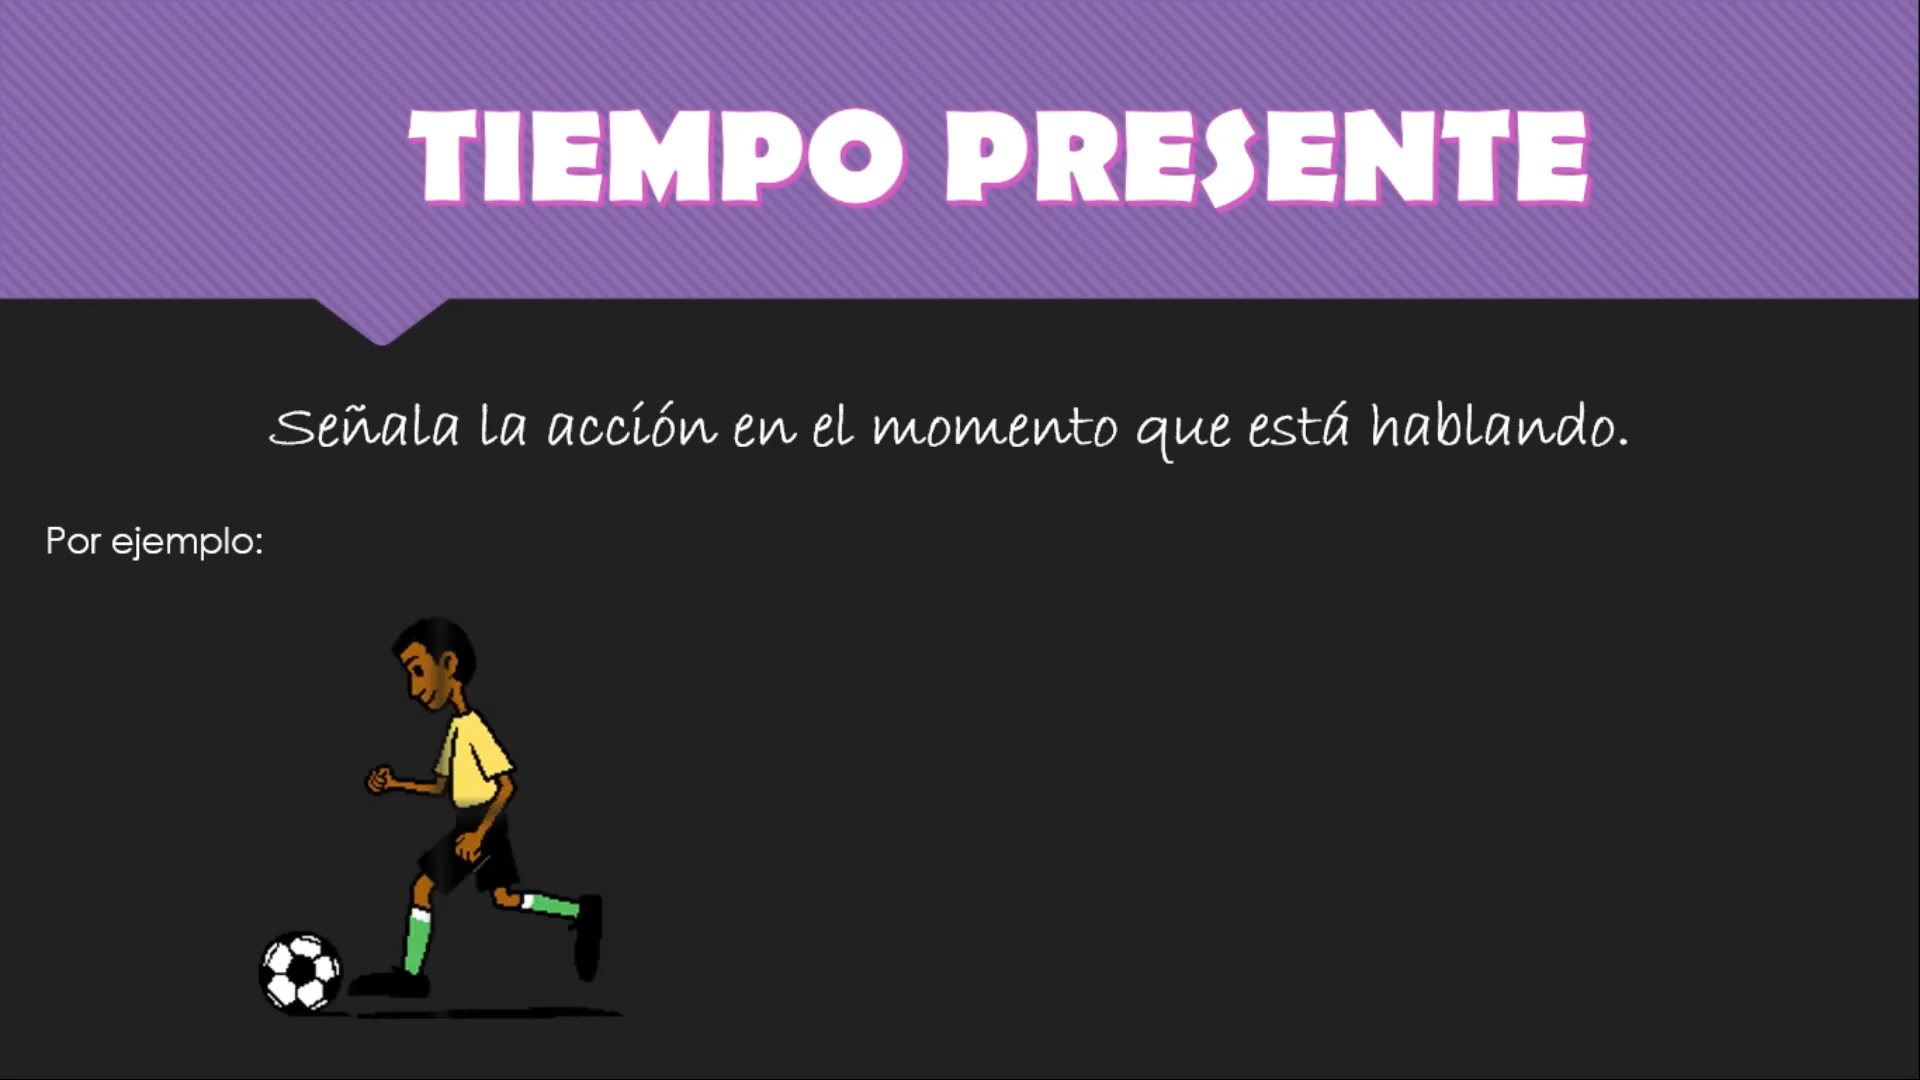 TIEMPO PRESENTE
Señala la acción en el momento que está hablando.
Por ejemplo: